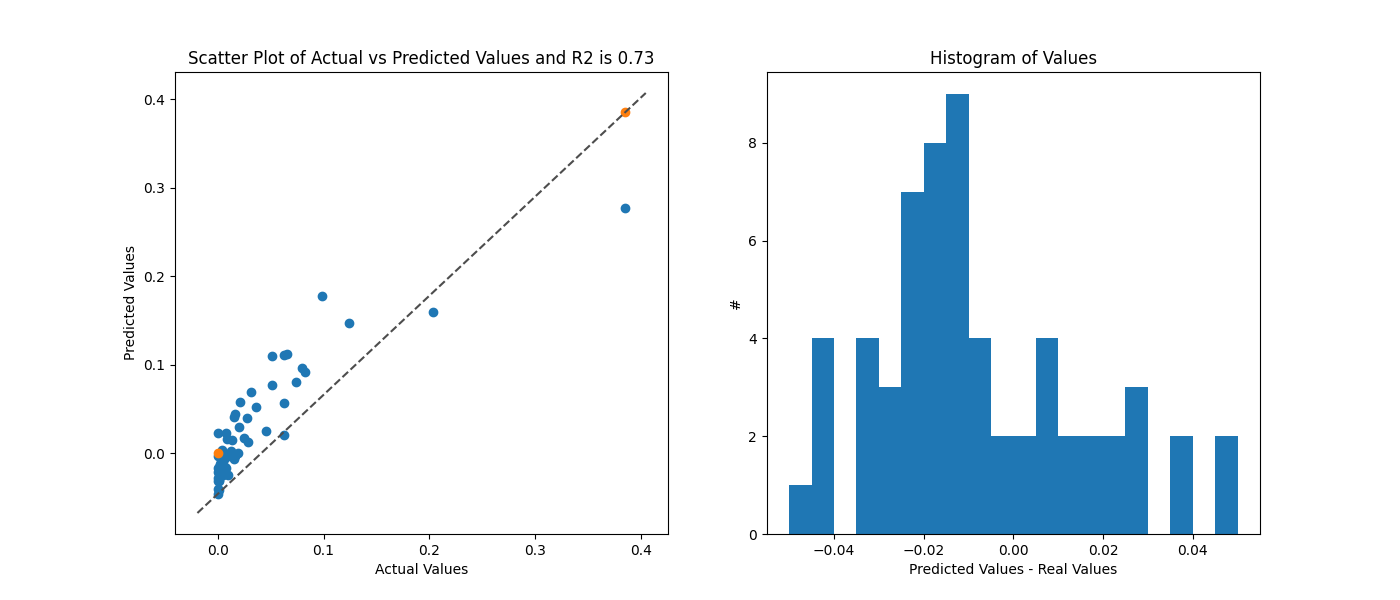 Scatter Plot of Actual vs Predicted Values and R2 is 0.73
0.4
0.3
0.2
0.1
0.0
Predicted Values
0.0 0.1 0.2 0.3 0.4
Actual Values
Histogram of Values
8
6
4
2
0
#
−0.04 −0.02 0.00 0.02 0.04
Predicted Values - Real Values